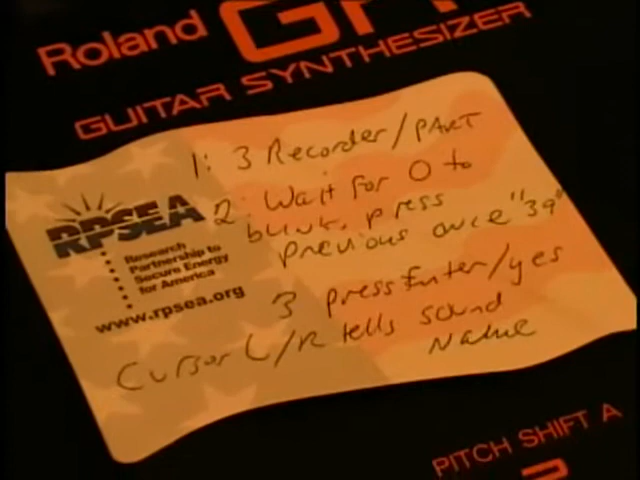 Roland
GUITAR SYNTHESIZER
1: 3 Recorder/PART
2: Wait for 0 to
blink, press
previous once "39"
3 press Enter/yes
Cursor L/R tells sound
Name
RPSEA
Research
Partnership to
Secure Energy
for America
www.rpsea.org
PITCH SHIFT A